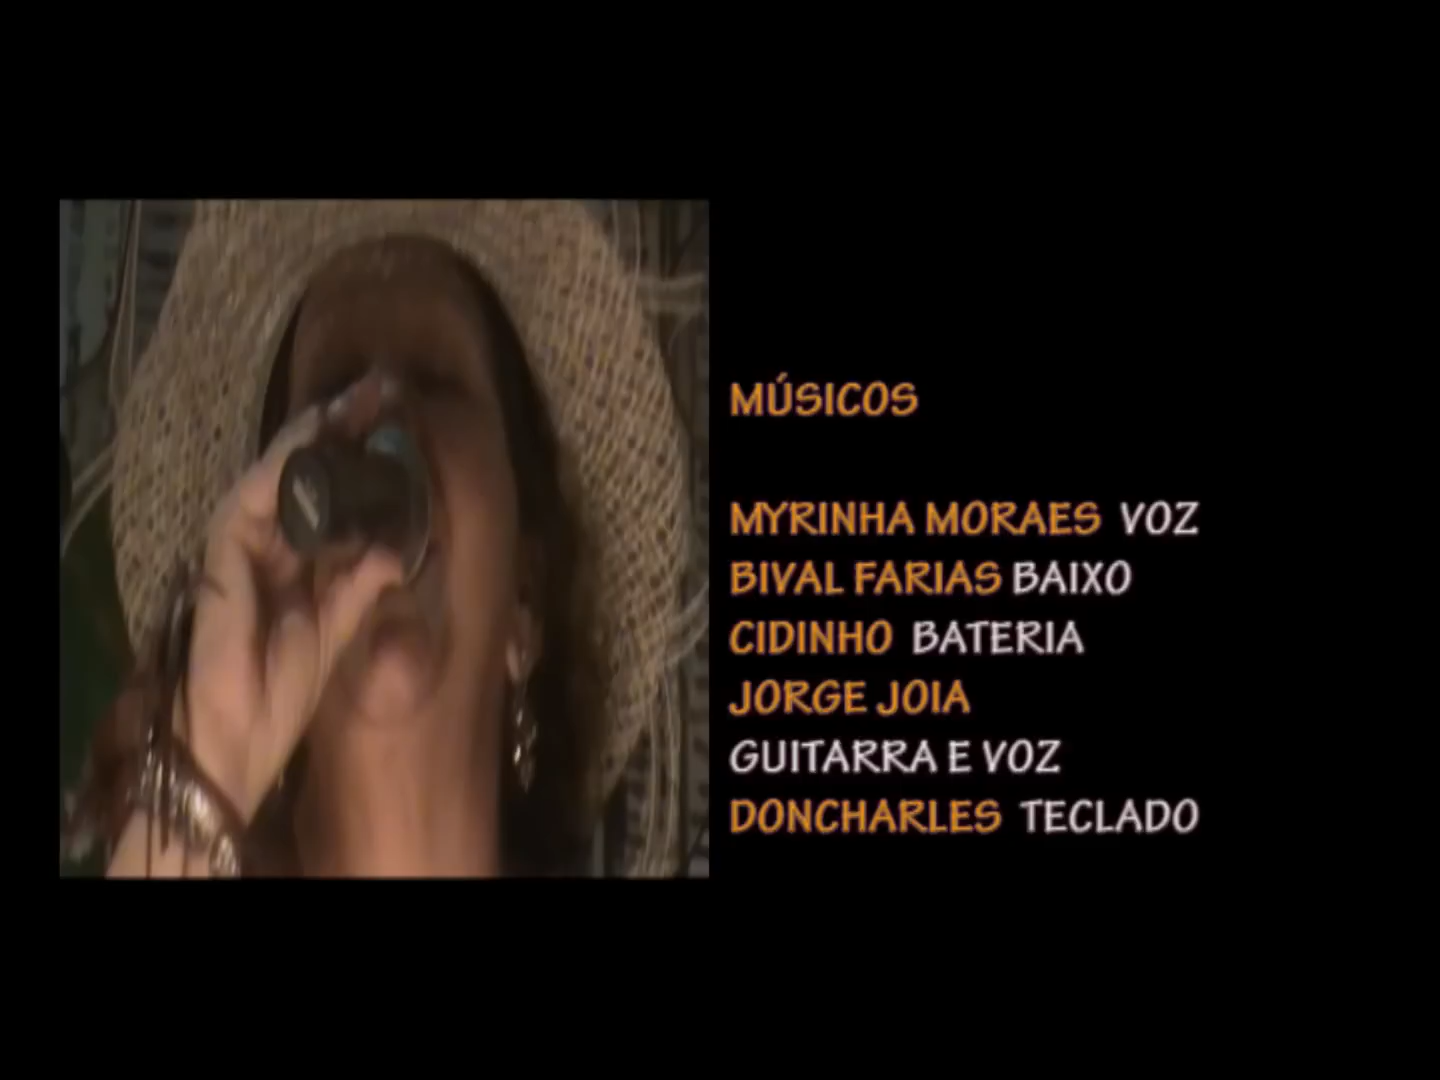 MÚSICOS
MYRINHA MORAES VOZ
BIVAL FARIAS BAIXO
CIDINHO BATERIA
JORGE JOIA
GUITARRA E VOZ
DONCHARLES TECLADO